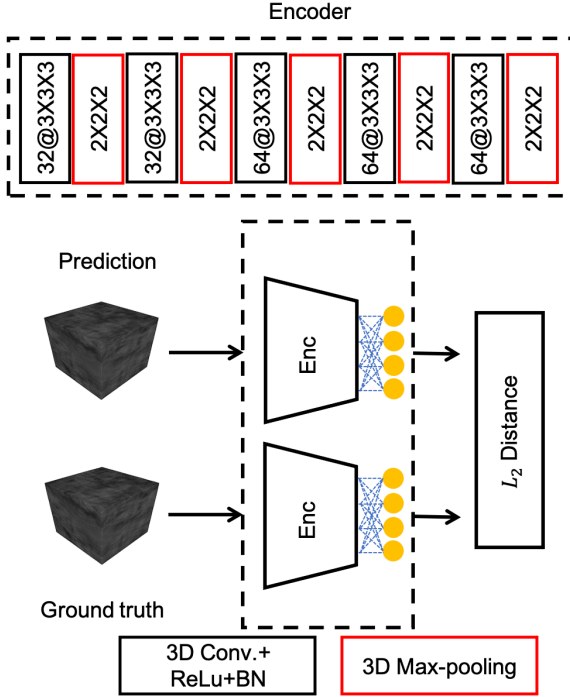 Encoder
32@3X3X3
2X2X2
32@3X3X3
2X2X2
64@3X3X3
2X2X2
64@3X3X3
2X2X2
64@3X3X3
2X2X2
Prediction
Enc
Enc
L2 Distance
Ground truth
3D Conv.+
ReLu+BN
3D Max-pooling